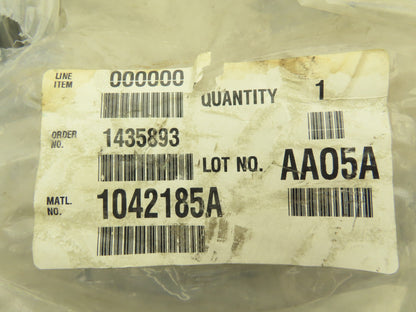 LINE ITEM 000000
QUANTITY 1
ORDER NO. 1435893
LOT NO. AA05A
MATL. NO. 1042185A